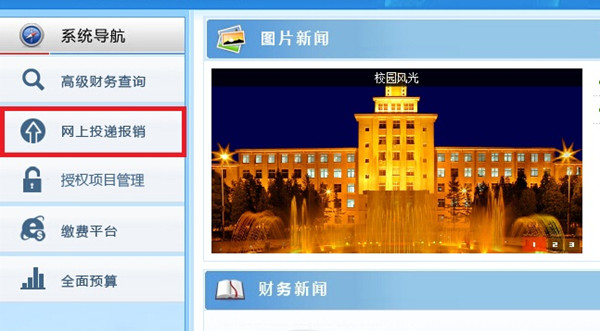 系统导航
高级财务查询
网上投递报销
授权项目管理
缴费平台
全面预算
图片新闻
校园风光
1 2 3
财务新闻